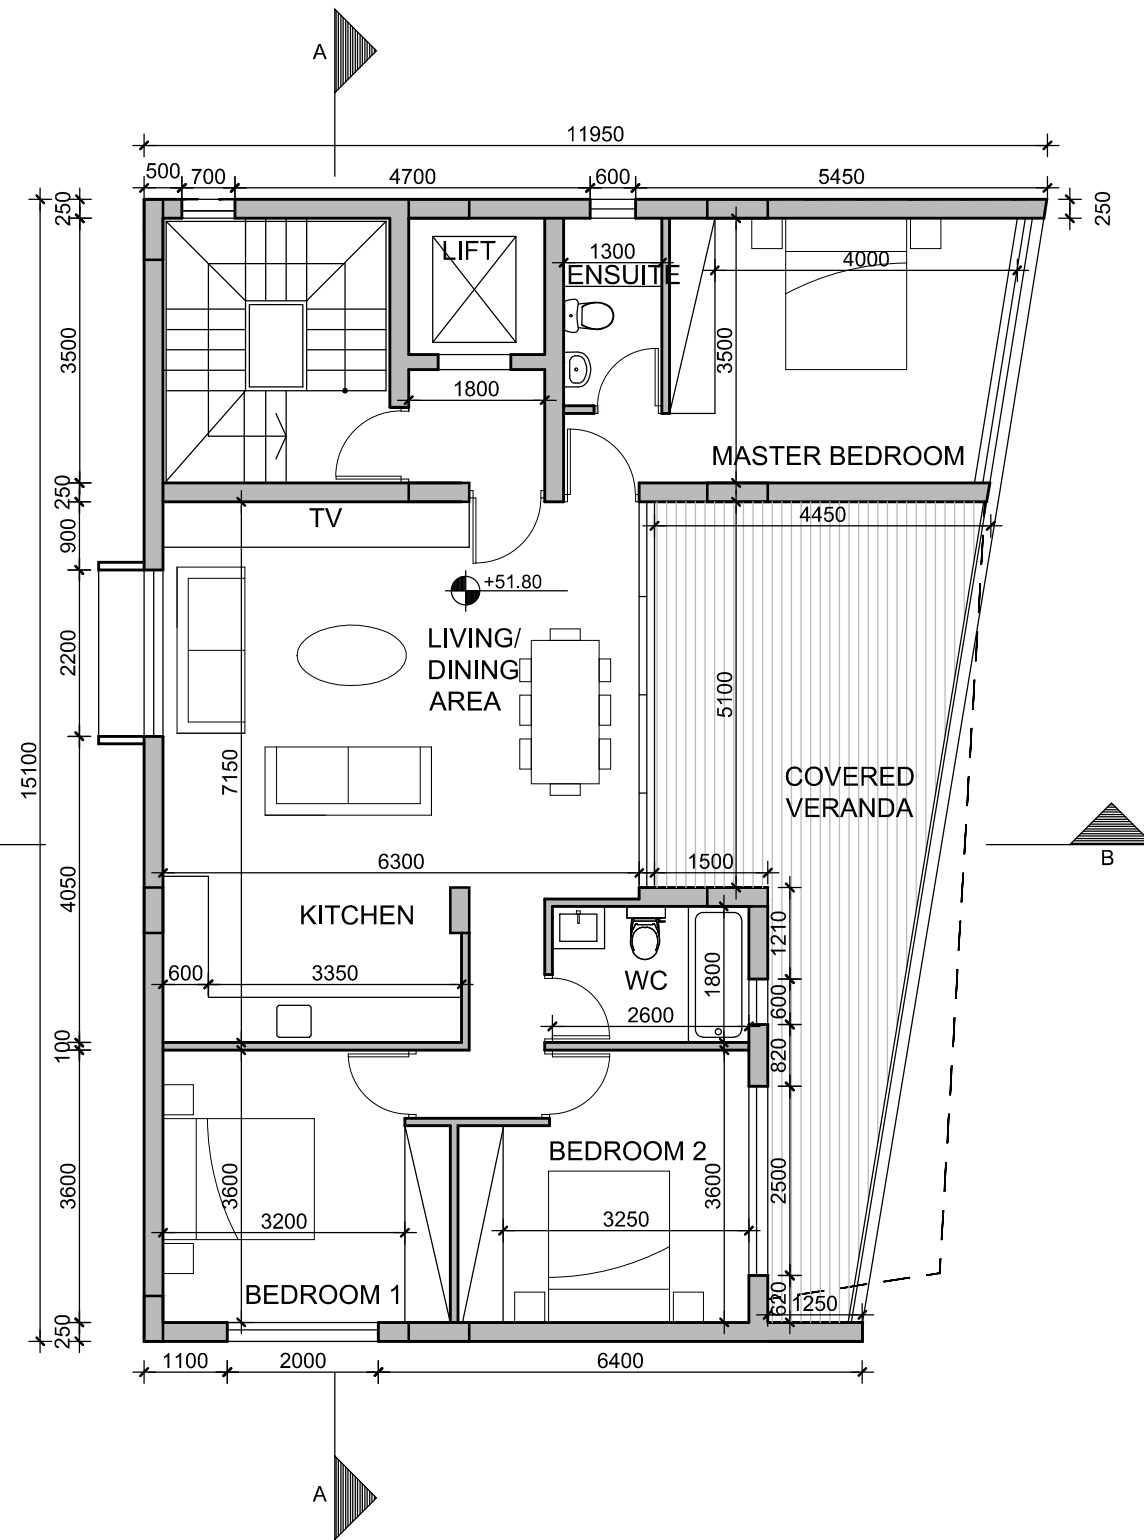 A
11950
500
700
4700
600
5450
250
250
LIFT
1300
ENSUITE
4000
3500
3500
1800
MASTER BEDROOM
250
TV
4450
900
+51.80
2200
LIVING/
DINING
AREA
5100
15100
7150
COVERED
VERANDA
B
6300
1500
4050
KITCHEN
1210
600
3350
WC
1800
600
2600
100
820
BEDROOM 2
3600
3600
3600
2500
3200
3250
BEDROOM 1
620
1250
250
1100
2000
6400
A